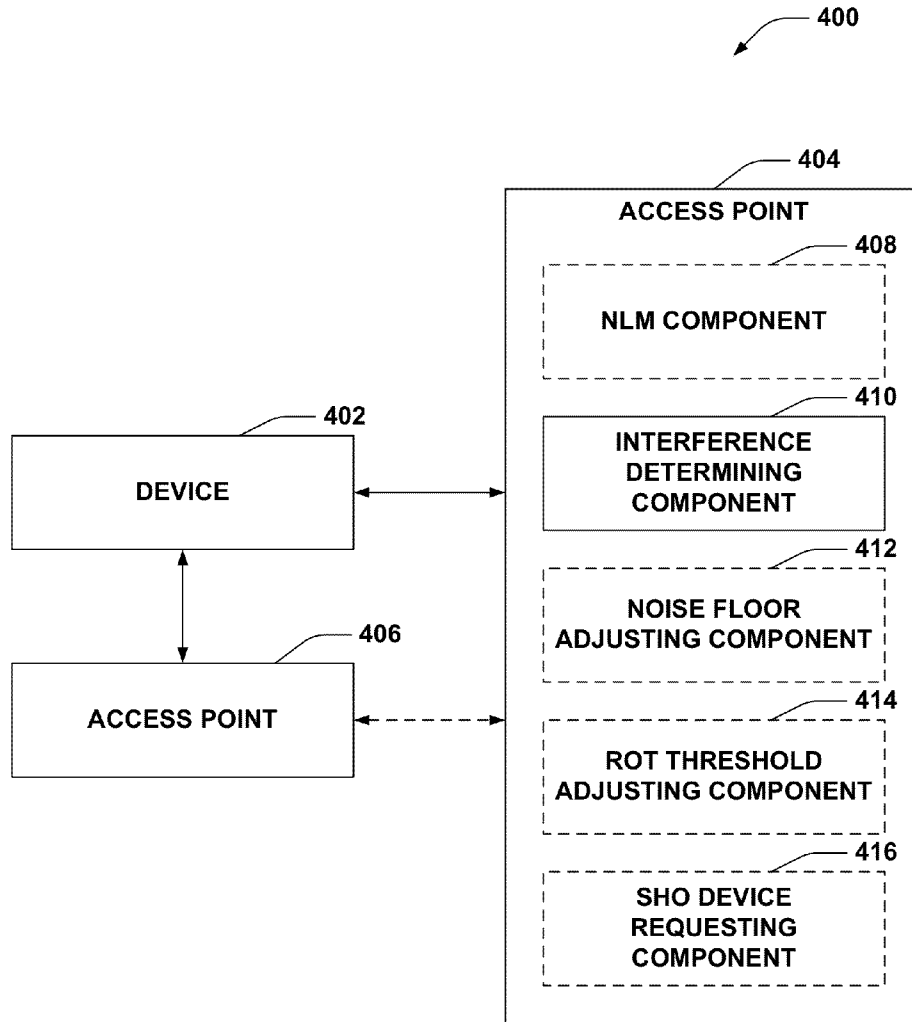 400
404
ACCESS POINT
408
NLM COMPONENT
410
INTERFERENCE
DETERMINING
COMPONENT
402
DEVICE
412
NOISE FLOOR
ADJUSTING COMPONENT
406
ACCESS POINT
414
ROT THRESHOLD
ADJUSTING COMPONENT
416
SHO DEVICE
REQUESTING
COMPONENT